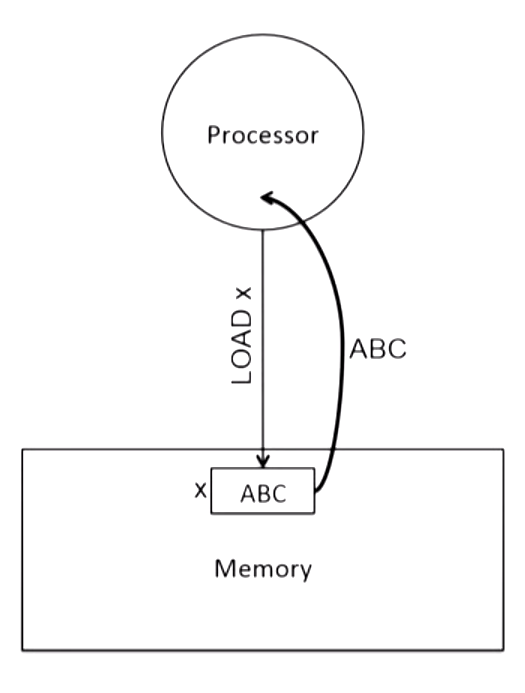 Processor
LOAD x
ABC
x
ABC
Memory